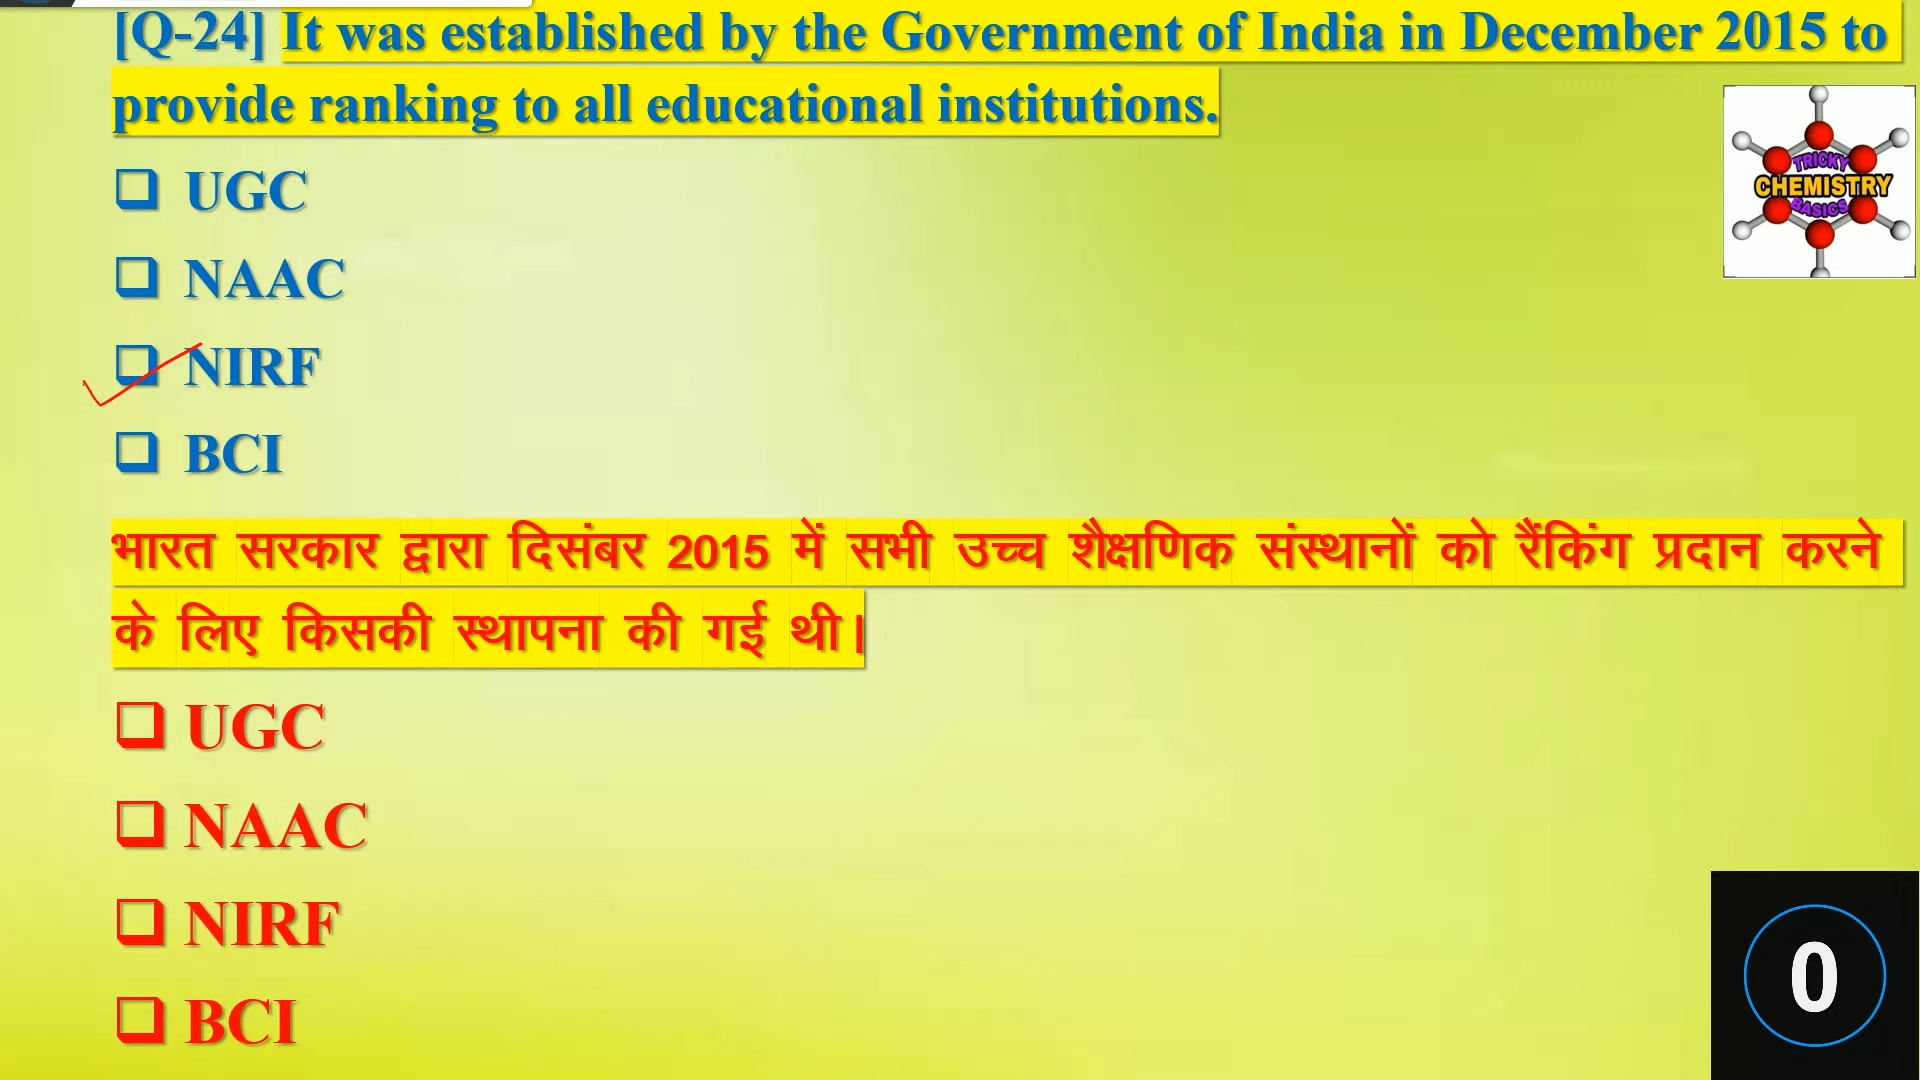 [Q-24] It was established by the Government of India in December 2015 to
provide ranking to all educational institutions.
UGC
NAAC
NIRF
BCI
TRICKY
CHEMISTRY
BASICS
भारत सरकार द्वारा दिसंबर 2015 में सभी उच्च शैक्षणिक संस्थानों को रैंकिंग प्रदान करने
के लिए किसकी स्थापना की गई थी।
UGC
NAAC
NIRF
BCI
0